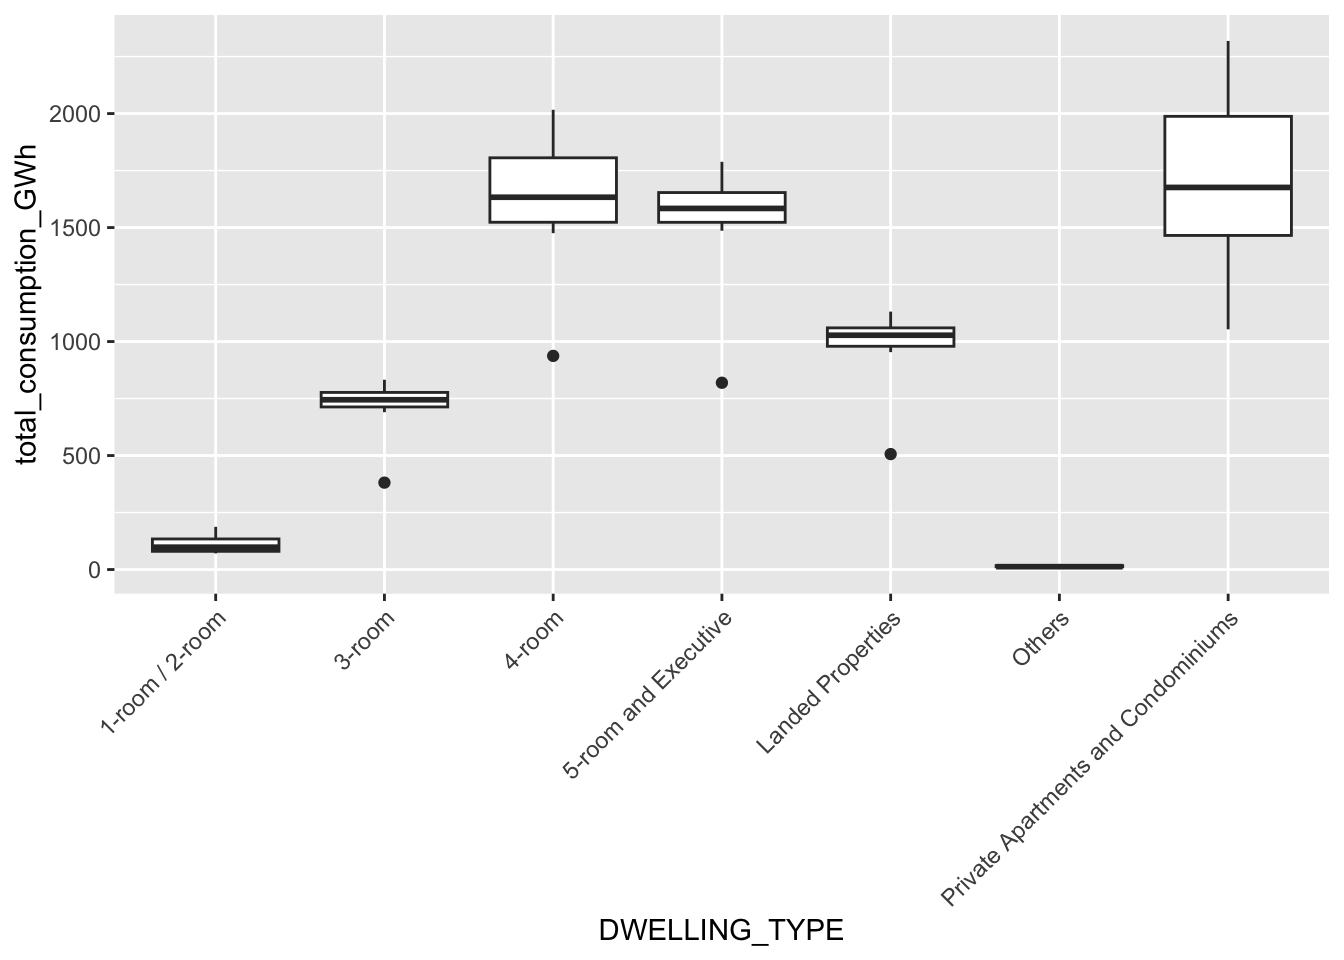 total_consumption_GWh
2000
1500
1000
500
0
1-room / 2-room
3-room
4-room
5-room and Executive
Landed Properties
Others
Private Apartments and Condominiums
DWELLING_TYPE